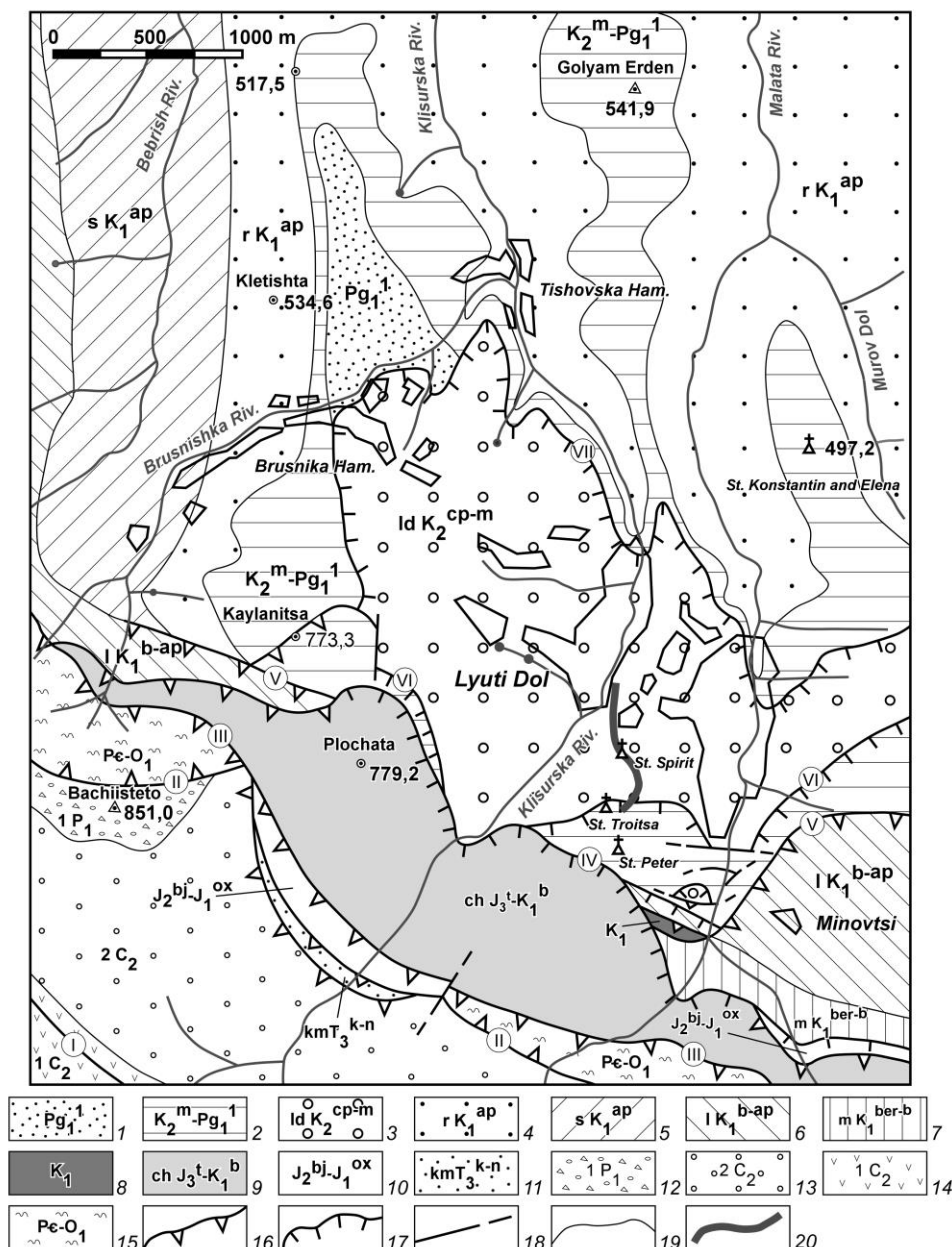 0 500 1000 m
K2m-Pg11
Golyam Erden
541,9
517,5
Bebrish Riv.
Klisurska Riv.
Malata Riv.
s K1ap
r K1ap
r K1ap
Kletishta
534,6
Pg11
Tishovska Ham.
Murov Dol
Brusnishka Riv.
Brusnika Ham.
VII
497,2
St. Konstantin and Elena
ld K2cp-m
K2m-Pg11
Kaylanitsa
773,3
l K1b-ap
V
VI
Lyuti Dol
III
Plochata
779,2
Klisurska Riv.
St. Spirit
VI
Pє-O1
II
Bachiisteto
851,0
1 P1
St. Troitsa
V
IV
St. Peter
J2bj-J1ox
ch J3t-K1b
l K1b-ap
K1
Minovtsi
2 C2
kmT3k-n
J2bj-J1ox
m K1ber-b
I
1 C2
II
Pє-O1
III
Pg11 1
K2m-Pg11 2
ld K2cp-m 3
r K1ap 4
s K1ap 5
l K1b-ap 6
m K1ber-b 7
K1 8
ch J3t-K1b 9
J2bj-J1ox 10
kmT3k-n 11
1 P1 12
2 C2 13
1 C2 14
Pє-O1 15
16
17
18
19
20